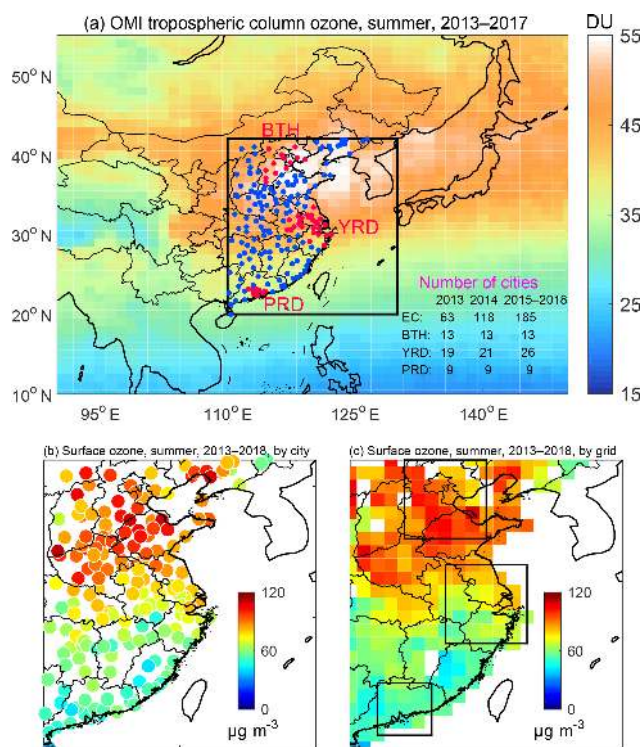 (a) OMI tropospheric column ozone, summer, 2013–2017
DU
50° N
40° N
30° N
20° N
10° N
BTH
YRD
PRD
Number of cities
2013 2014 2015–2018
EC: 63 118 185
BTH: 13 13 13
YRD: 19 21 26
PRD: 9 9 9
95° E 110° E 125° E 140° E
55
45
35
25
15
(b) Surface ozone, summer, 2013–2018, by city
120
60
0
μg m⁻³
(c) Surface ozone, summer, 2013–2018, by grid
120
60
0
μg m⁻³